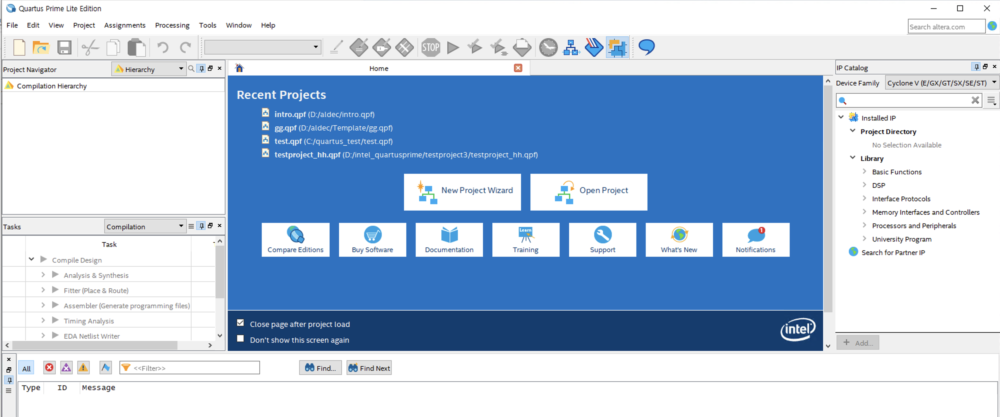 Quartus Prime Lite Edition
File Edit View Project Assignments Processing Tools Window Help
Search altera.com
STOP
Project Navigator
Hierarchy
Compilation Hierarchy
Tasks
Compilation
Task
Compile Design
Analysis & Synthesis
Fitter (Place & Route)
Assembler (Generate programming files)
Timing Analysis
EDA Netlist Writer
Home
Recent Projects
intro.qpf (D:/aldec/intro.qpf)
gg.qpf (D:/aldec/Template/gg.qpf)
test.qpf (C:/quartus_test/test.qpf)
testproject_hh.qpf (D:/intel_quartusprime/testproject3/testproject_hh.qpf)
New Project Wizard
Open Project
Compare Editions
Buy Software
Documentation
Learn
Training
Support
What's New
1
Notifications
Close page after project load
Don't show this screen again
intel
IP Catalog
Device Family
Cyclone V (E/GX/GT/SX/SE/ST)
Installed IP
Project Directory
No Selection Available
Library
Basic Functions
DSP
Interface Protocols
Memory Interfaces and Controllers
Processors and Peripherals
University Program
Search for Partner IP
+ Add...
All
<<Filter>>
Find...
Find Next
Type ID Message